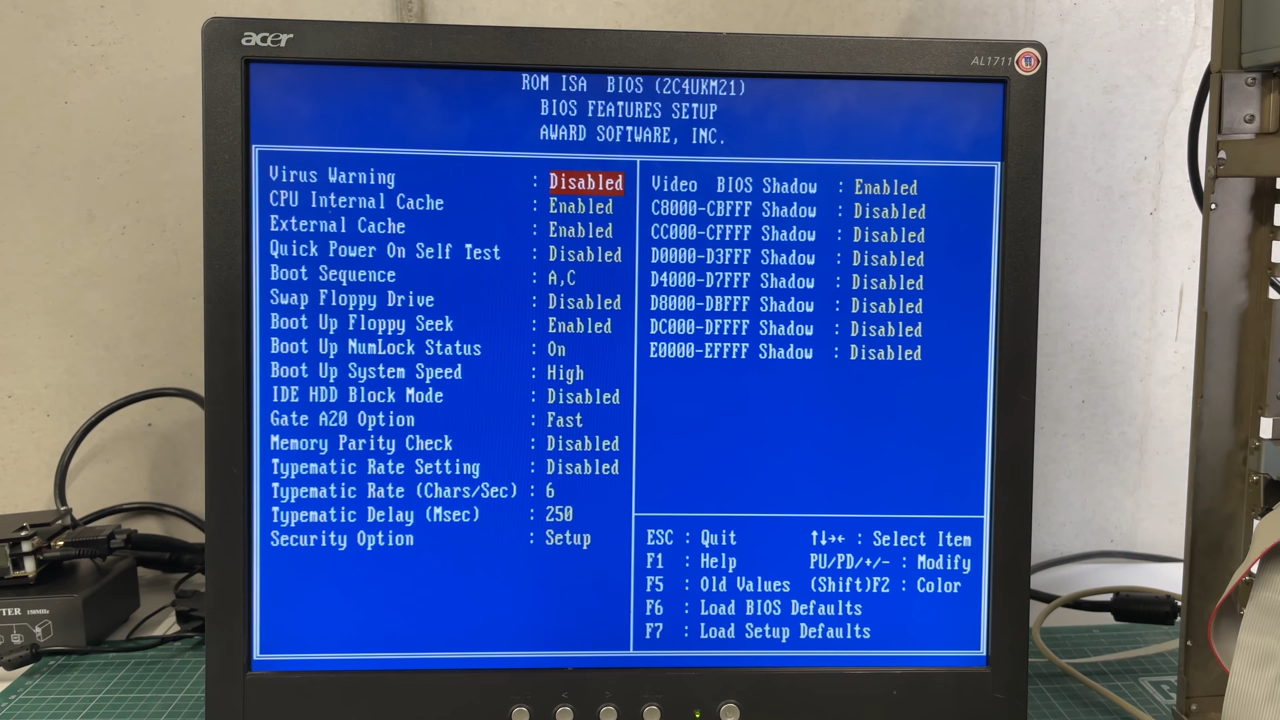 acer
AL1711
ROM ISA BIOS (2C4UKM21)
BIOS FEATURES SETUP
AWARD SOFTWARE, INC.
Virus Warning : Disabled
CPU Internal Cache : Enabled
External Cache : Enabled
Quick Power On Self Test : Disabled
Boot Sequence : A,C
Swap Floppy Drive : Disabled
Boot Up Floppy Seek : Enabled
Boot Up NumLock Status : On
Boot Up System Speed : High
IDE HDD Block Mode : Disabled
Gate A20 Option : Fast
Memory Parity Check : Disabled
Typematic Rate Setting : Disabled
Typematic Rate (Chars/Sec) : 6
Typematic Delay (Msec) : 250
Security Option : Setup
Video BIOS Shadow : Enabled
C8000-CBFFF Shadow : Disabled
CC000-CFFFF Shadow : Disabled
D0000-D3FFF Shadow : Disabled
D4000-D7FFF Shadow : Disabled
D8000-DBFFF Shadow : Disabled
DC000-DFFFF Shadow : Disabled
E0000-EFFFF Shadow : Disabled
ESC : Quit ↑↓→← : Select Item
F1 : Help PU/PD/+/- : Modify
F5 : Old Values (Shift)F2 : Color
F6 : Load BIOS Defaults
F7 : Load Setup Defaults
150MHz